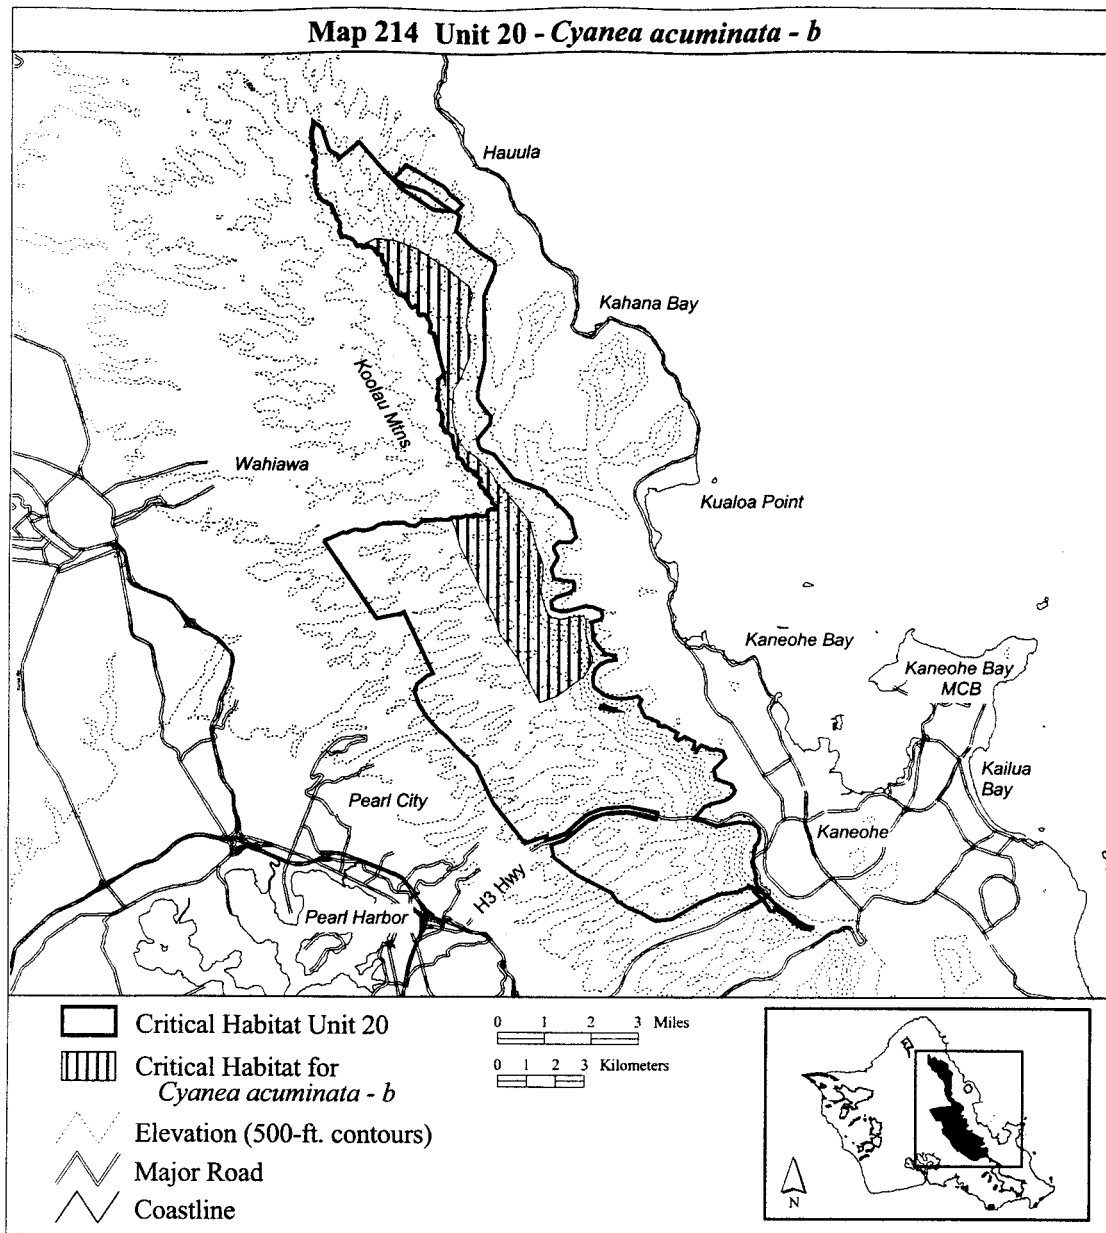 Map 214 Unit 20 - Cyanea acuminata - b
Hauula
Kahana Bay
Koolau Mtns
Wahiawa
Kualoa Point
Kaneohe Bay
Kaneohe Bay
MCB
Kailua
Bay
Pearl City
Kaneohe
H3 Hwy
Pearl Harbor
Critical Habitat Unit 20
Critical Habitat for
Cyanea acuminata - b
Elevation (500-ft. contours)
Major Road
Coastline
0 1 2 3 Miles
0 1 2 3 Kilometers
N